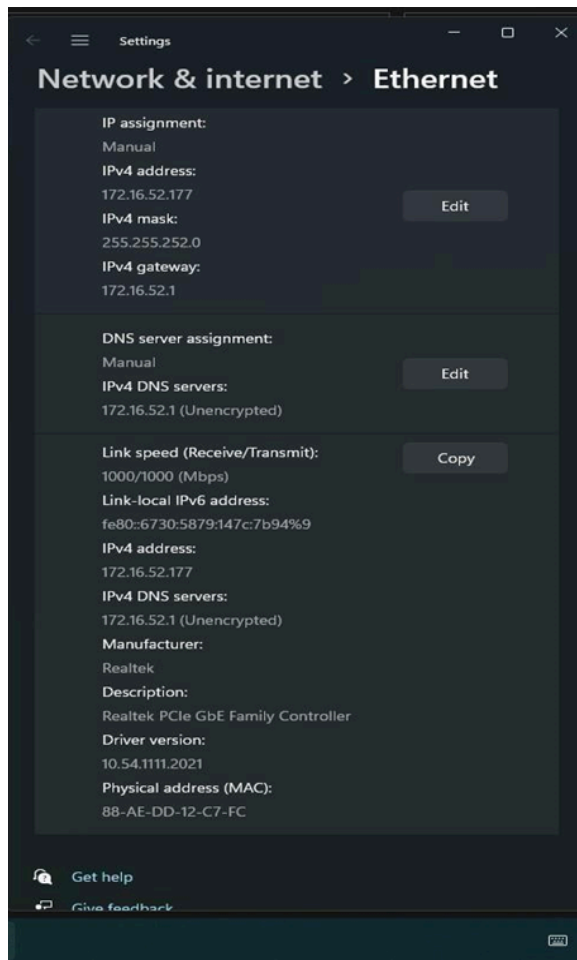 Settings
Network & internet > Ethernet
IP assignment:
Manual
IPv4 address:
172.16.52.177
Edit
IPv4 mask:
255.255.252.0
IPv4 gateway:
172.16.52.1
DNS server assignment:
Manual
Edit
IPv4 DNS servers:
172.16.52.1 (Unencrypted)
Link speed (Receive/Transmit):
Copy
1000/1000 (Mbps)
Link-local IPv6 address:
fe80::6730:5879:147c:7b94%9
IPv4 address:
172.16.52.177
IPv4 DNS servers:
172.16.52.1 (Unencrypted)
Manufacturer:
Realtek
Description:
Realtek PCIe GbE Family Controller
Driver version:
10.54.1111.2021
Physical address (MAC):
88-AE-DD-12-C7-FC
Get help
Give feedback